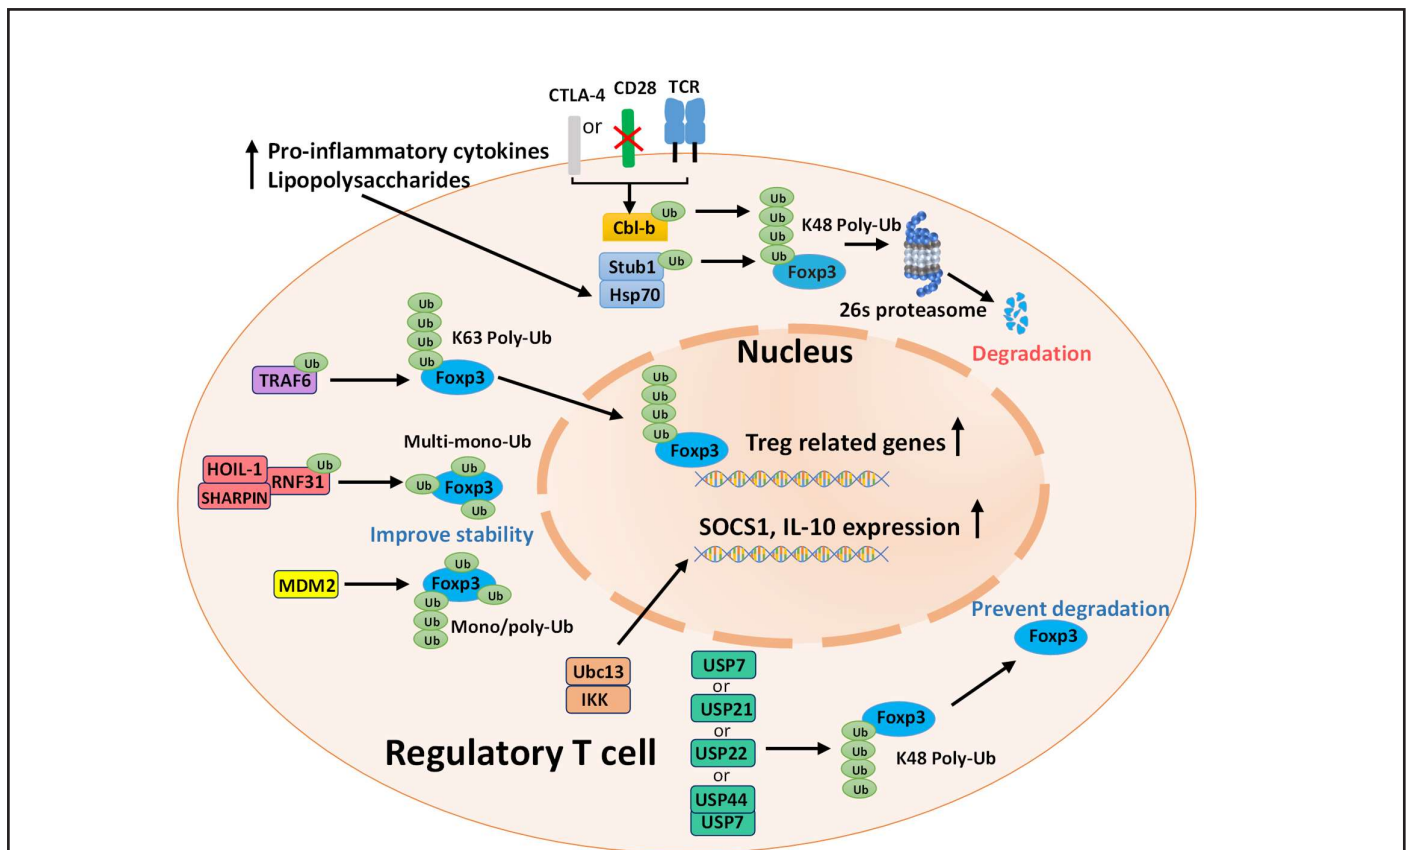 CTLA-4
CD28
TCR
or
Pro-inflammatory cytokines
Lipopolysaccharides
Cbl-b
Ub
Stub1
Ub
Hsp70
Ub
Ub
Ub
Ub
K48 Poly-Ub
Foxp3
26s proteasome
Degradation
Ub
Ub
Ub
Ub
K63 Poly-Ub
Foxp3
TRAF6
Ub
Nucleus
Ub
Ub
Ub
Ub
Foxp3
Treg related genes
SOCS1, IL-10 expression
HOIL-1
SHARPIN
RNF31
Ub
Multi-mono-Ub
Ub
Ub
Foxp3
Ub
Improve stability
MDM2
Ub
Foxp3
Ub
Ub
Ub
Ub
Mono/poly-Ub
Ubc13
IKK
Regulatory T cell
USP7
or
USP21
or
USP22
or
USP44
USP7
Foxp3
Ub
Ub
Ub
Ub
K48 Poly-Ub
Prevent degradation
Foxp3